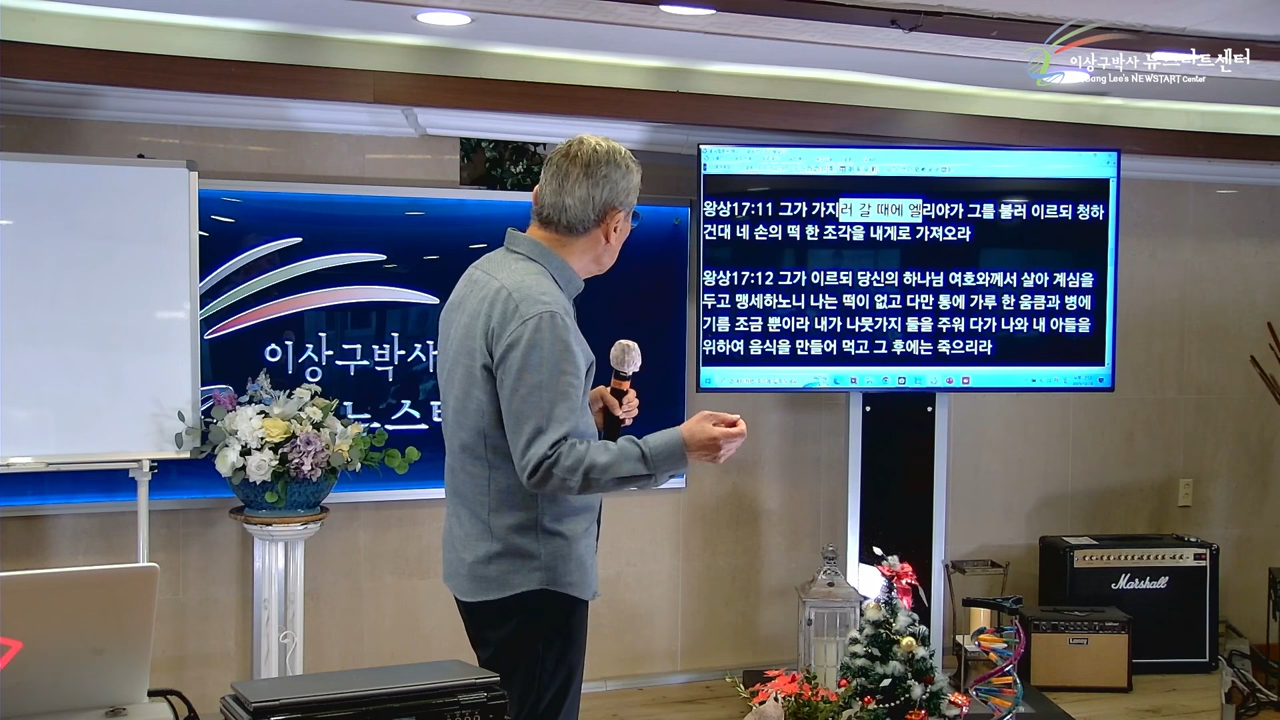 이상구박사 뉴스타트센터
Sang Lee's NEWSTART Center
왕상17:11 그가 가지러 갈 때에 엘리야가 그를 불러 이르되 청하
건대 네 손의 떡 한 조각을 내게로 가져오라
왕상17:12 그가 이르되 당신의 하나님 여호와께서 살아 계심을
두고 맹세하노니 나는 떡이 없고 다만 통에 가루 한 움큼과 병에
기름 조금 뿐이라 내가 나뭇가지 둘을 주워 다가 나와 내 아들을
위하여 음식을 만들어 먹고 그 후에는 죽으리라
이상구박사
뉴스타
Marshall
Laney